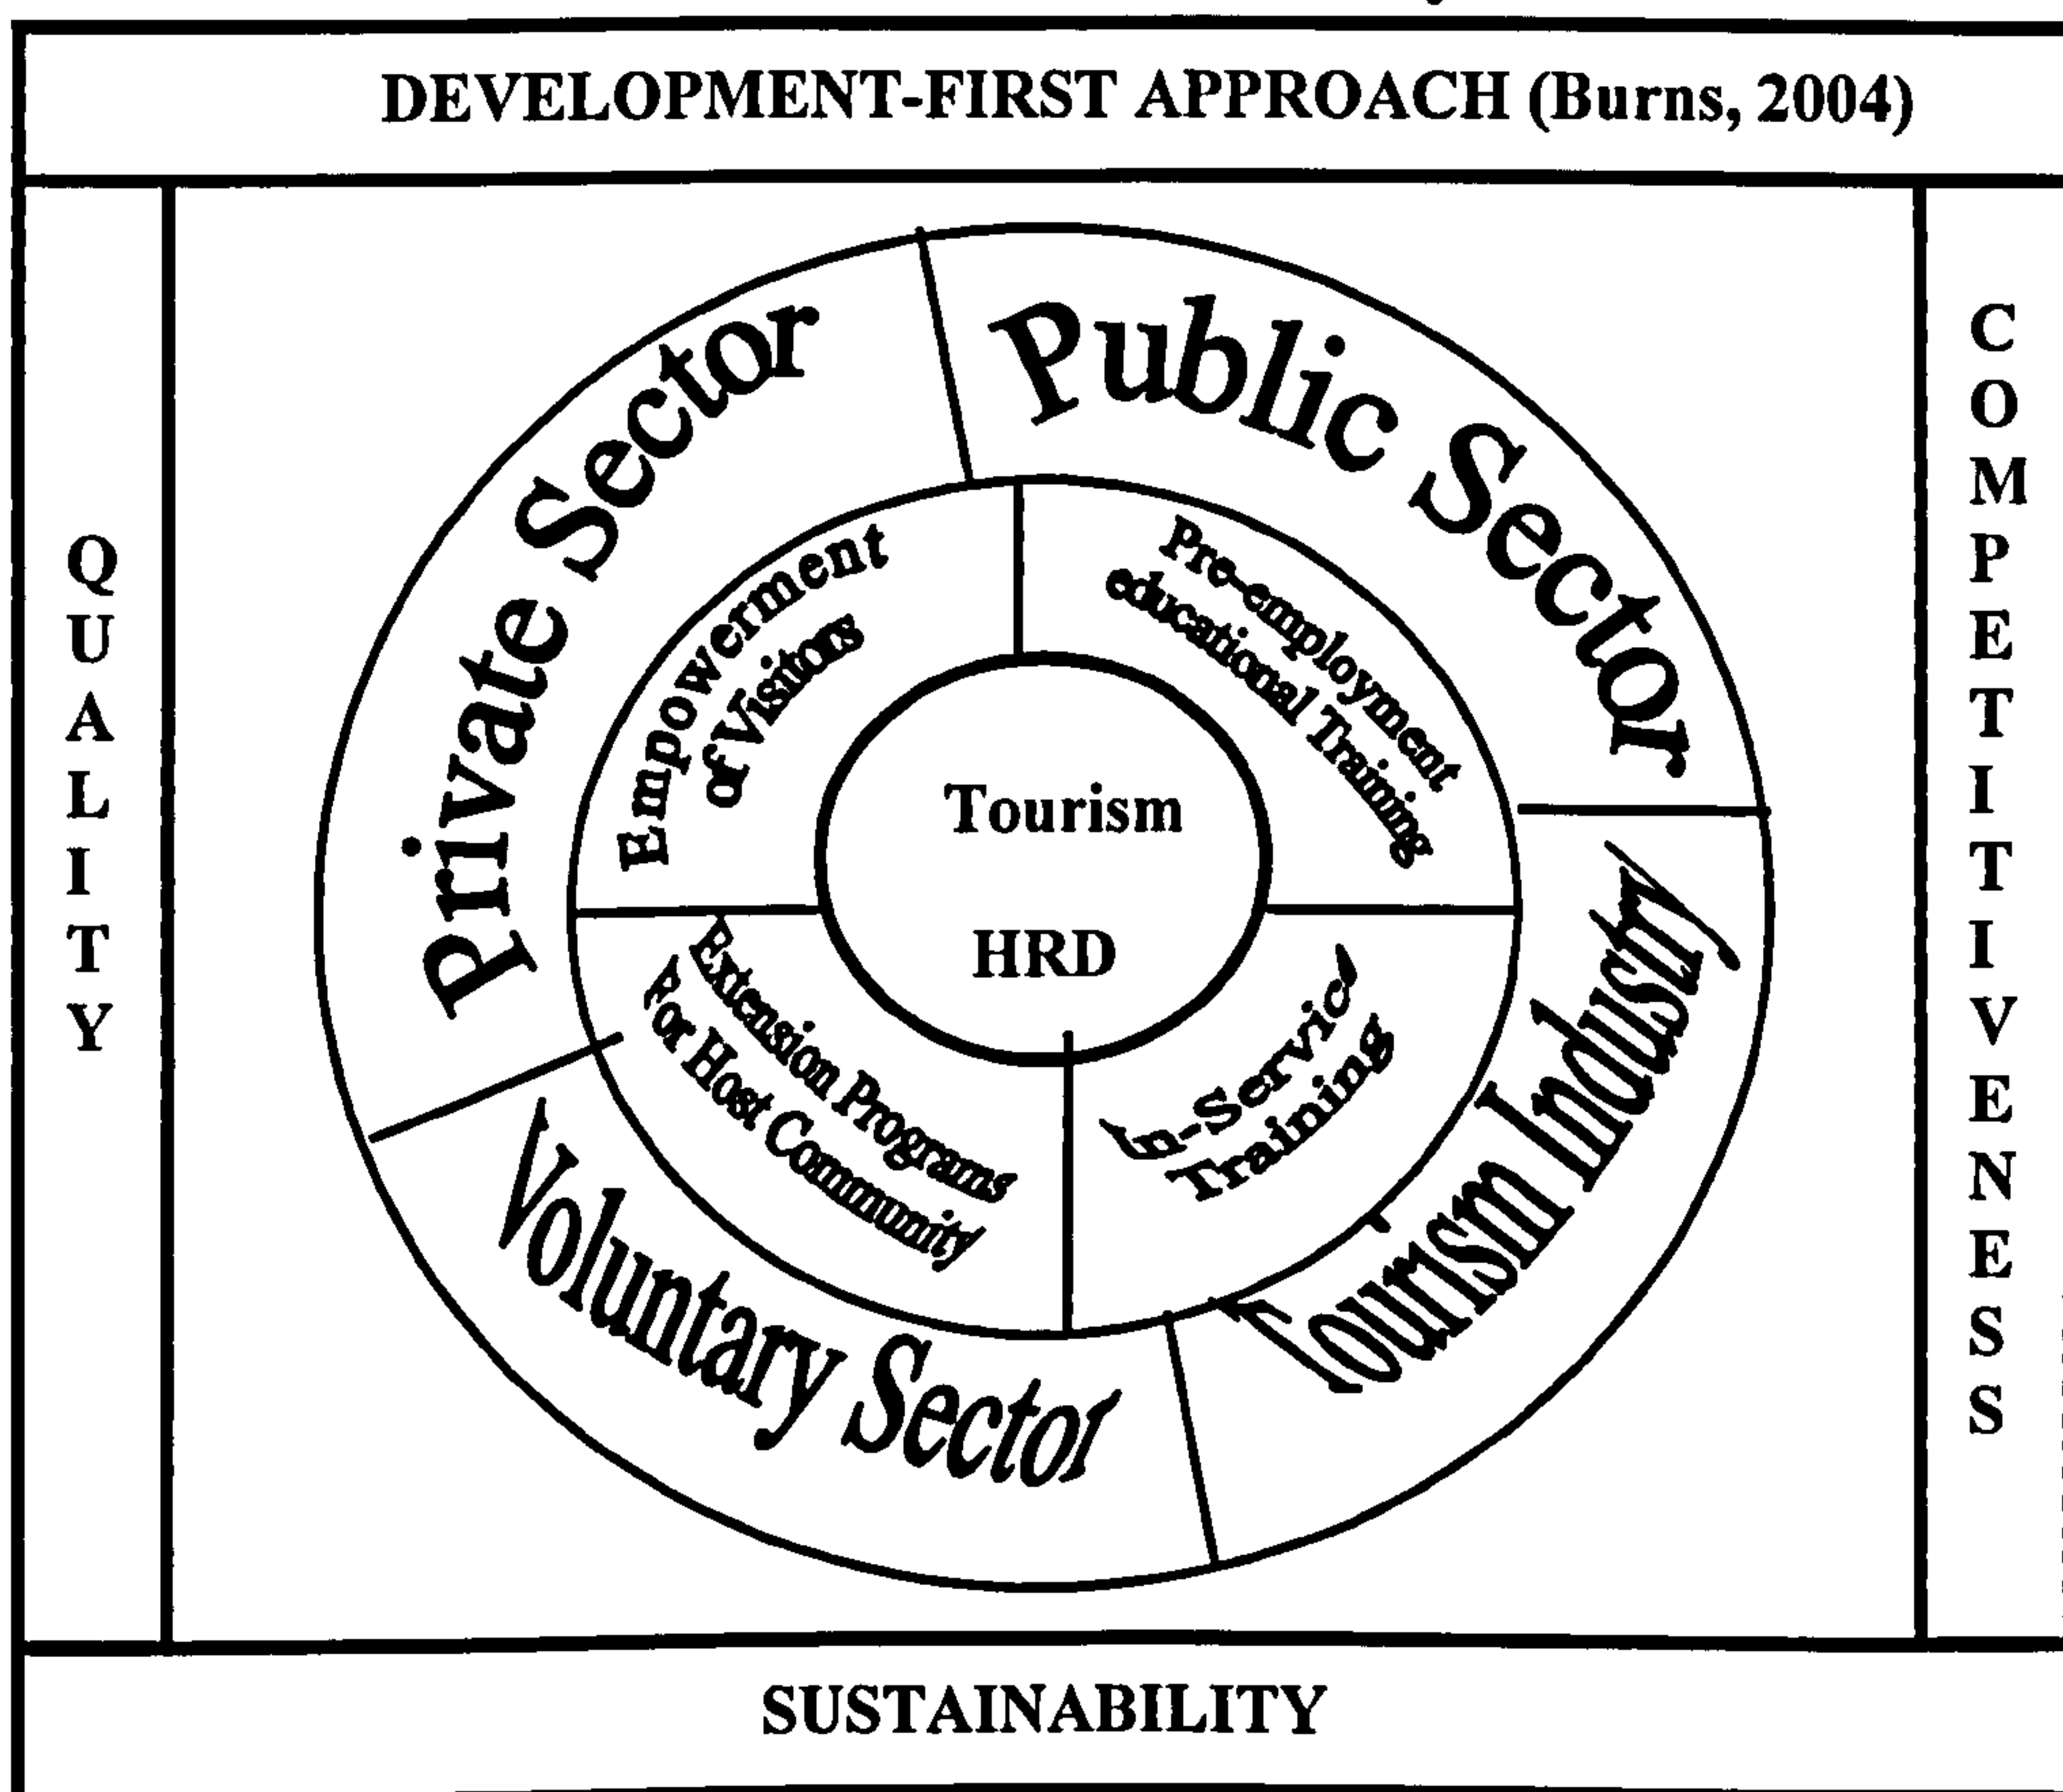 DEVELOPMENT-FIRST APPROACH (Burns, 2004)
QUALITY
COMPETITIVENESS
Private Sector
Public Sector
Empowerment
of Visitors
Pre-employment
educational Training
Tourism
HRD
Extension Programs
for Host Community
In-Service
Training
Voluntary Sector
Tourism Industry
SUSTAINABILITY